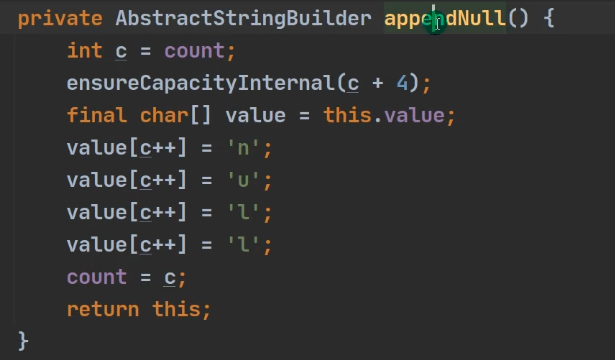 private AbstractStringBuilder appendNull() {
int c = count;
ensureCapacityInternal(c + 4);
final char[] value = this.value;
value[c++] = 'n';
value[c++] = 'u';
value[c++] = 'l';
value[c++] = 'l';
count = c;
return this;
}